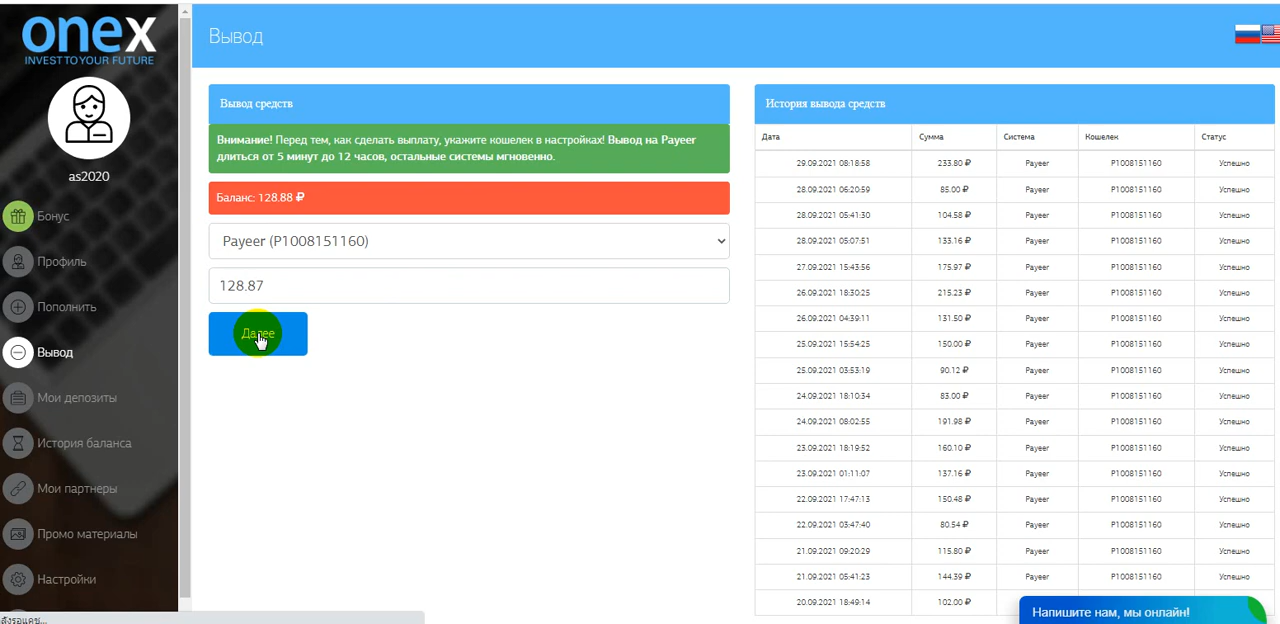 onex
INVEST TO YOUR FUTURE
as2020
Бонус
Профиль
Пополнить
Вывод
Мои депозиты
История баланса
Мои партнеры
Промо материалы
Настройки
Вывод
Вывод средств
Внимание! Перед тем, как сделать выплату, укажите кошелек в настройках! Вывод на Payeer
длиться от 5 минут до 12 часов, остальные системы мгновенно.
Баланс: 128.88 ₽
Payeer (P1008151160)
128.87
Далее
История вывода средств
Дата Сумма Система Кошелек Статус
29.09.2021 08:18:58 233.80 ₽ Payeer P1008151160 Успешно
28.09.2021 06:20:59 85.00 ₽ Payeer P1008151160 Успешно
28.09.2021 05:41:30 104.58 ₽ Payeer P1008151160 Успешно
28.09.2021 05:07:51 133.16 ₽ Payeer P1008151160 Успешно
27.09.2021 15:43:56 175.97 ₽ Payeer P1008151160 Успешно
26.09.2021 18:30:25 215.23 ₽ Payeer P1008151160 Успешно
26.09.2021 04:39:11 131.50 ₽ Payeer P1008151160 Успешно
25.09.2021 15:54:25 150.00 ₽ Payeer P1008151160 Успешно
25.09.2021 03:53:19 90.12 ₽ Payeer P1008151160 Успешно
24.09.2021 18:10:34 83.00 ₽ Payeer P1008151160 Успешно
24.09.2021 08:02:55 191.98 ₽ Payeer P1008151160 Успешно
23.09.2021 18:19:52 160.10 ₽ Payeer P1008151160 Успешно
23.09.2021 01:11:07 137.16 ₽ Payeer P1008151160 Успешно
22.09.2021 17:47:13 150.48 ₽ Payeer P1008151160 Успешно
22.09.2021 03:47:40 80.54 ₽ Payeer P1008151160 Успешно
21.09.2021 09:20:29 115.80 ₽ Payeer P1008151160 Успешно
21.09.2021 05:41:23 144.39 ₽ Payeer P1008151160 Успешно
20.09.2021 18:49:14 102.00 ₽ Payeer P1008151160 Успешно
Напишите нам, мы онлайн!